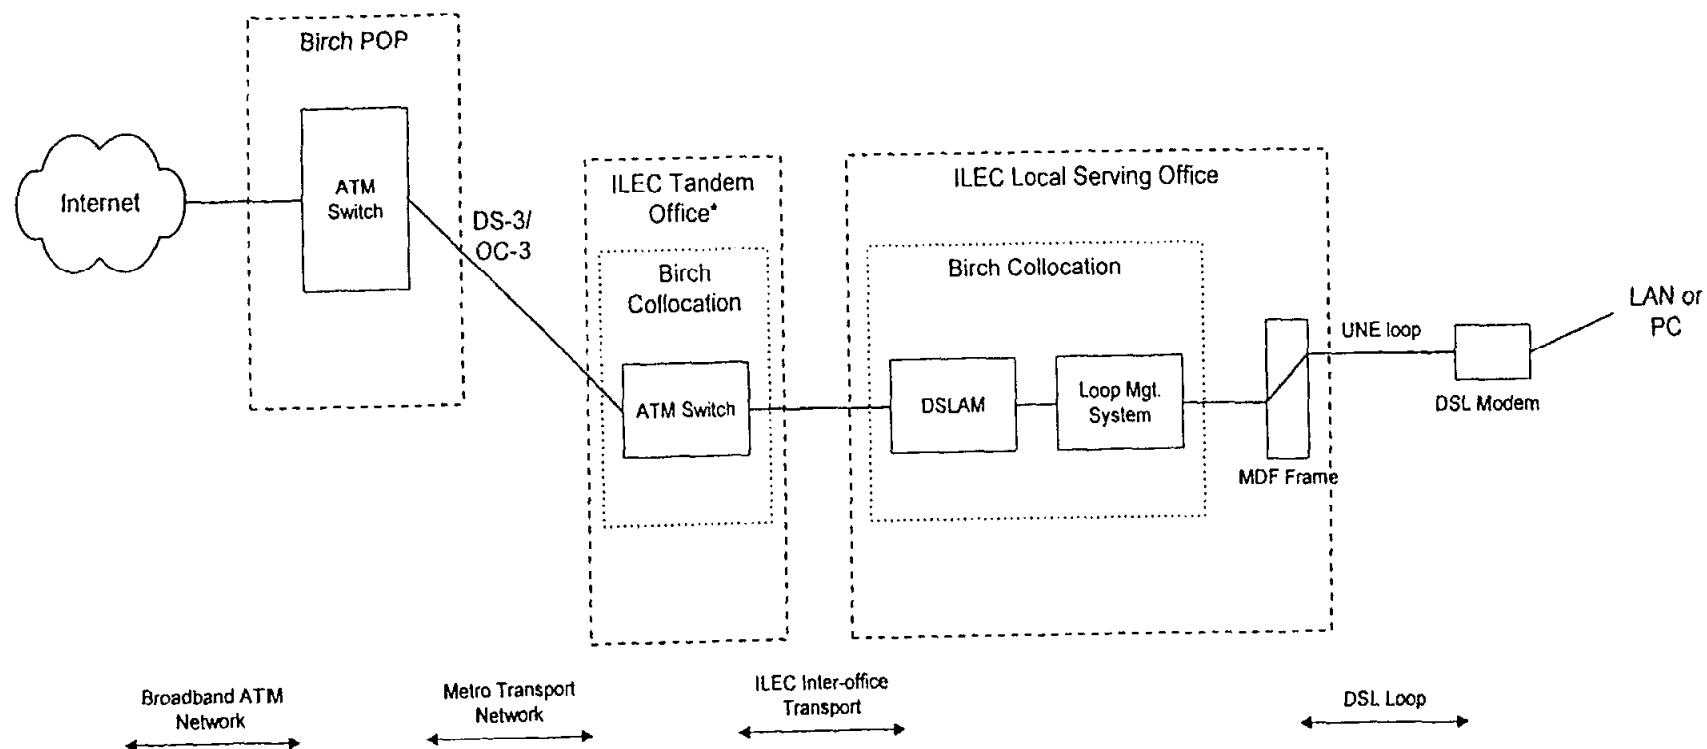 Birch POP
Internet
ATM
Switch
DS-3/
OC-3
ILEC Tandem
Office*
Birch
Collocation
ATM Switch
ILEC Local Serving Office
Birch Collocation
DSLAM
Loop Mgt.
System
MDF Frame
UNE loop
DSL Modem
LAN or
PC
Broadband ATM
Network
Metro Transport
Network
ILEC Inter-office
Transport
DSL Loop